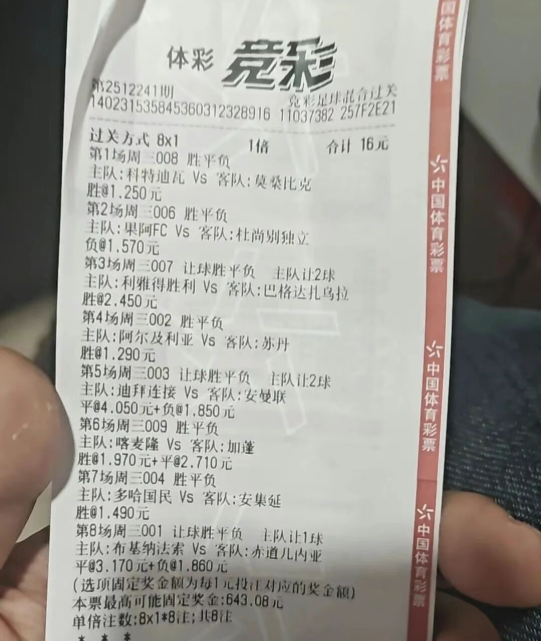 体彩 竞彩
第2512241期 竞彩足球混合过关
140231535845360312328916 11037382 257F2E21
过关方式 8x1 1倍 合计 16元
第1场周三008 胜平负
主队:科特迪瓦 Vs 客队:莫桑比克
胜@1.250元
第2场周三006 胜平负
主队:果阿FC Vs 客队:杜尚别独立
负@1.570元
第3场周三007 让球胜平负 主队让2球
主队:利雅得胜利 Vs 客队:巴格达扎乌拉
胜@2.450元
第4场周三002 胜平负
主队:阿尔及利亚 Vs 客队:苏丹
胜@1.290元
第5场周三003 让球胜平负 主队让2球
主队:迪拜连接 Vs 客队:安曼联
平@4.050元+负@1.850元
第6场周三009 胜平负
主队:喀麦隆 Vs 客队:加蓬
胜@1.970元+平@2.710元
第7场周三004 胜平负
主队:多哈国民 Vs 客队:安集延
胜@1.490元
第8场周三001 让球胜平负 主队让1球
主队:布基纳法索 Vs 客队:赤道几内亚
平@3.170元+负@1.860元
(选项固定奖金额为每1元投注对应的奖金额)
本票最高可能固定奖金:643.08元
单倍注数:8x1*8注;共8注
* * *
国体育彩票
中国体育彩票
中国体育彩票
中国体育彩票